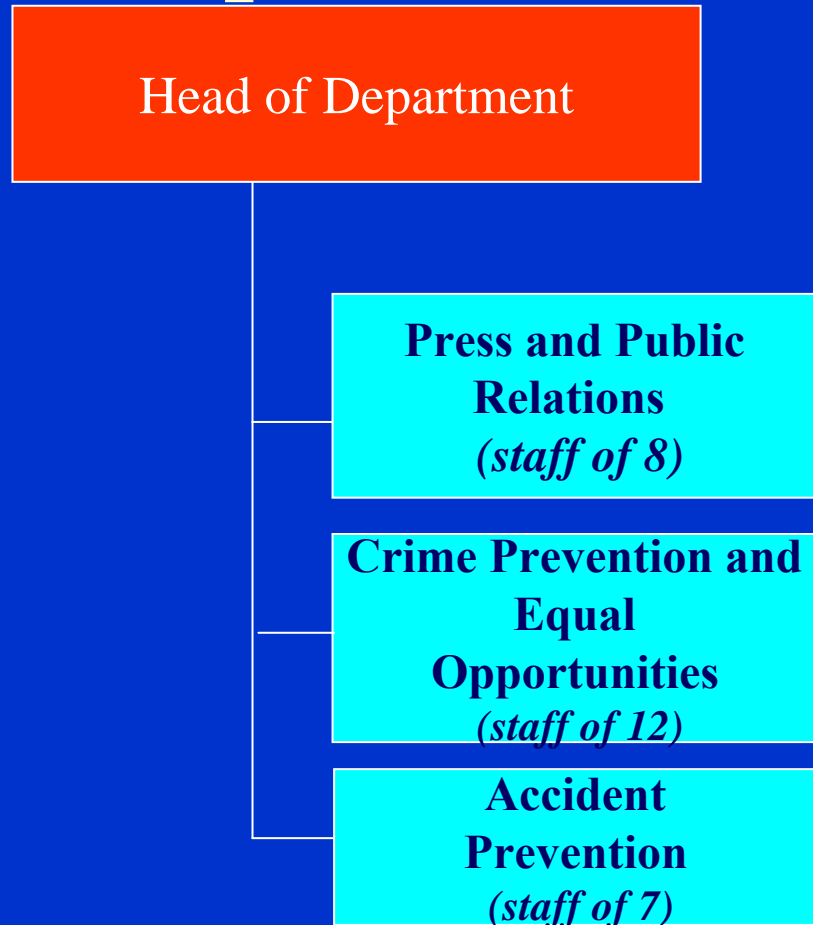 Head of Department
Press and Public
Relations
(staff of 8)
Crime Prevention and
Equal
Opportunities
(staff of 12)
Accident
Prevention
(staff of 7)